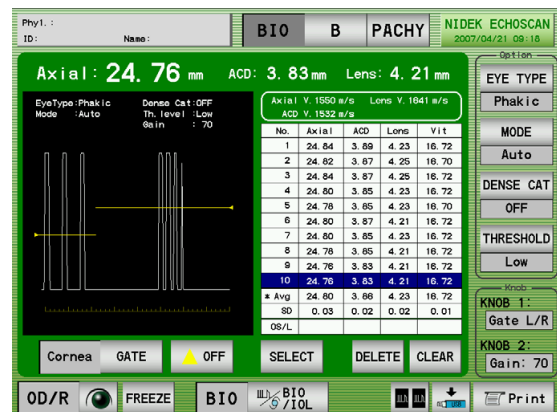 Phy1. :
ID: Name:
BIO B PACHY
NIDEK ECHOSCAN
2007/04/21 09:16
Axial: 24. 76 mm ACD: 3. 83 mm Lens: 4. 21 mm
EyeType:Phakic Dense Cat:OFF
Mode :Auto Th. level :Low
Gain : 70
Axial V. 1550 m/s Lens V. 1641 m/s
ACD V. 1532 m/s
No. Axial ACD Lens Vit
1 24. 84 3. 89 4. 23 16. 72
2 24. 82 3. 87 4. 25 16. 70
3 24. 84 3. 87 4. 25 16. 72
4 24. 80 3. 85 4. 23 16. 72
5 24. 78 3. 85 4. 23 16. 70
6 24. 80 3. 87 4. 21 16. 72
7 24. 80 3. 85 4. 23 16. 72
8 24. 78 3. 85 4. 21 16. 72
9 24. 76 3. 83 4. 21 16. 72
10 24. 76 3. 83 4. 21 16. 72
* Avg 24. 80 3. 86 4. 23 16. 72
SD 0. 03 0. 02 0. 02 0. 01
OS/L
Option
EYE TYPE
Phakic
MODE
Auto
DENSE CAT
OFF
THRESHOLD
Low
Knob
KNOB 1:
Gate L/R
KNOB 2:
Gain: 70
Cornea GATE OFF SELECT DELETE CLEAR
OD/R FREEZE BIO BIO/IOL USB Print